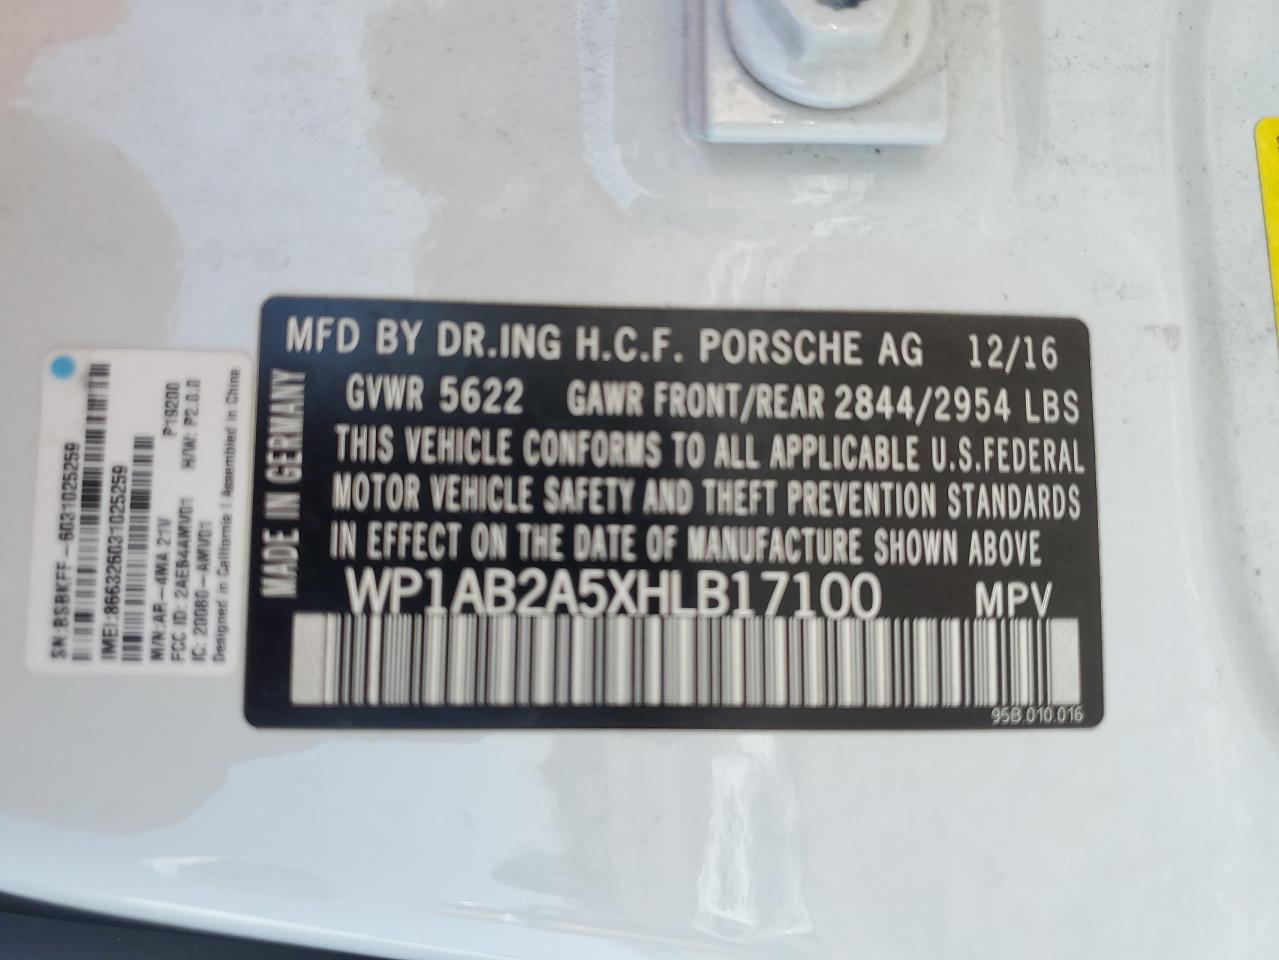 MFD BY DR.ING H.C.F. PORSCHE AG 12/16
GVWR 5622 GAWR FRONT/REAR 2844/2954 LBS
THIS VEHICLE CONFORMS TO ALL APPLICABLE U.S.FEDERAL
MOTOR VEHICLE SAFETY AND THEFT PREVENTION STANDARDS
IN EFFECT ON THE DATE OF MANUFACTURE SHOWN ABOVE
WP1AB2A5XHLB17100 MPV
95B.010.016
MADE IN GERMANY
SN:BSBKFF-6031025259
IMEI:866326031025259
M/N:AR-4MA 21V P19200
FCC ID: 2AEB4AWV01 H/W: P2.0.0
IC: 20080-AWV01
Designed in California | Assembled in China